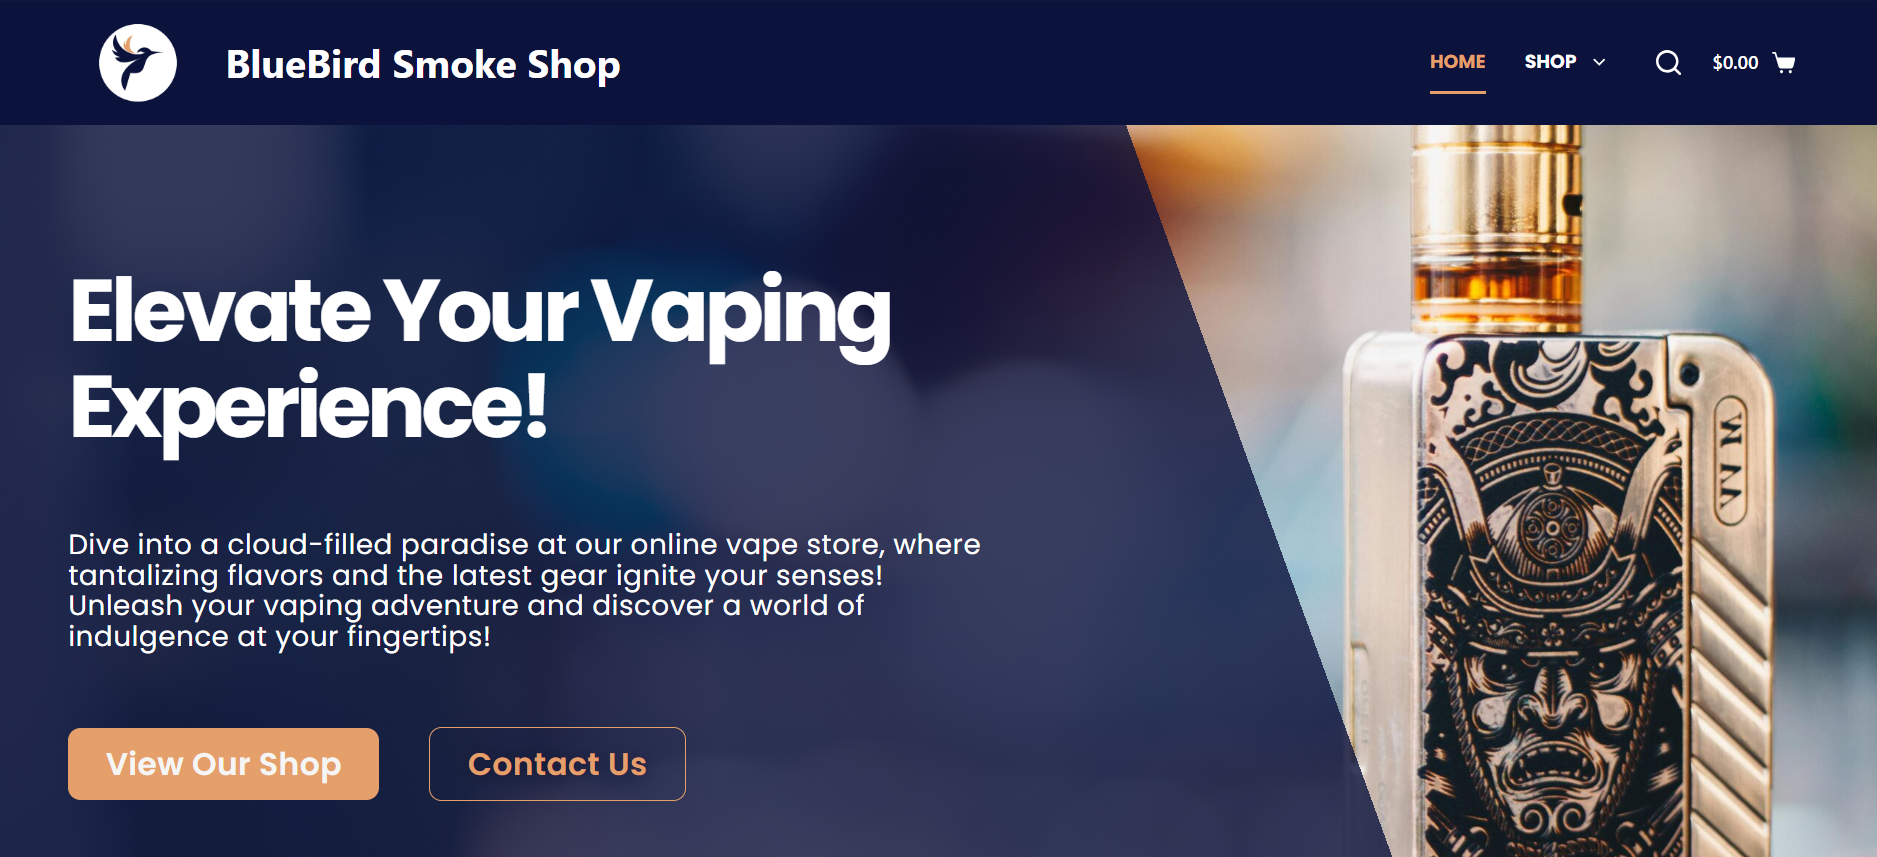 BlueBird Smoke Shop
HOME
SHOP
$0.00
Elevate Your Vaping
Experience!
Dive into a cloud-filled paradise at our online vape store, where
tantalizing flavors and the latest gear ignite your senses!
Unleash your vaping adventure and discover a world of
indulgence at your fingertips!
View Our Shop
Contact Us